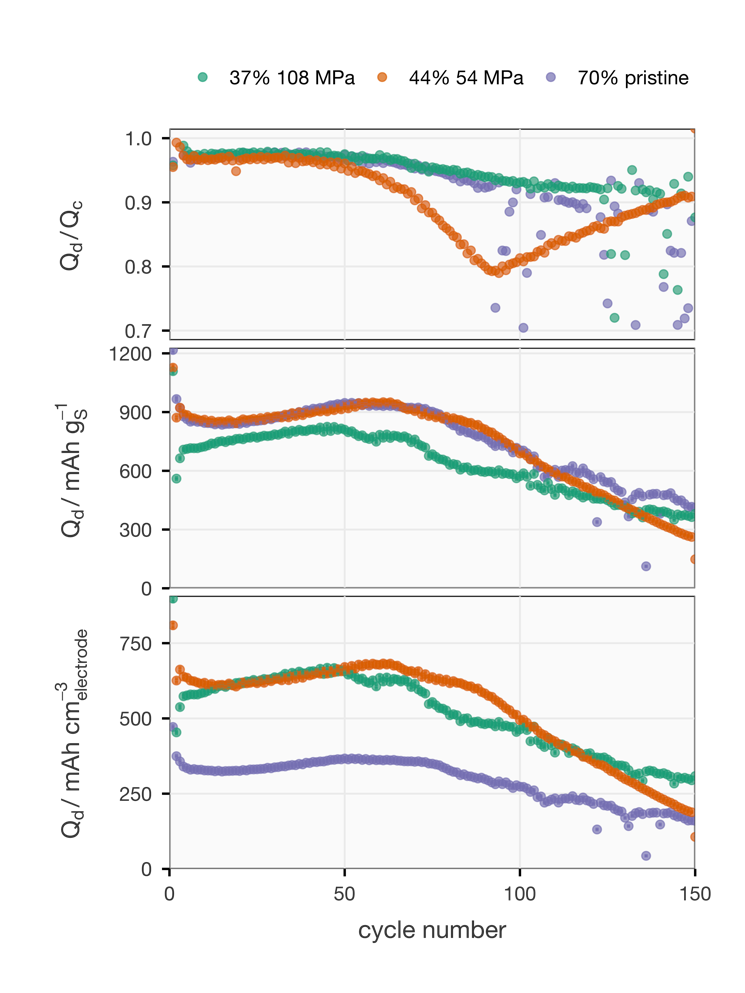 37% 108 MPa 44% 54 MPa 70% pristine
1.0
0.9
0.8
0.7
Qd/Qc
1200
900
600
300
0
Qd/ mAh gS⁻¹
750
500
250
0
Qd/ mAh cm⁻³electrode
0 50 100 150
cycle number